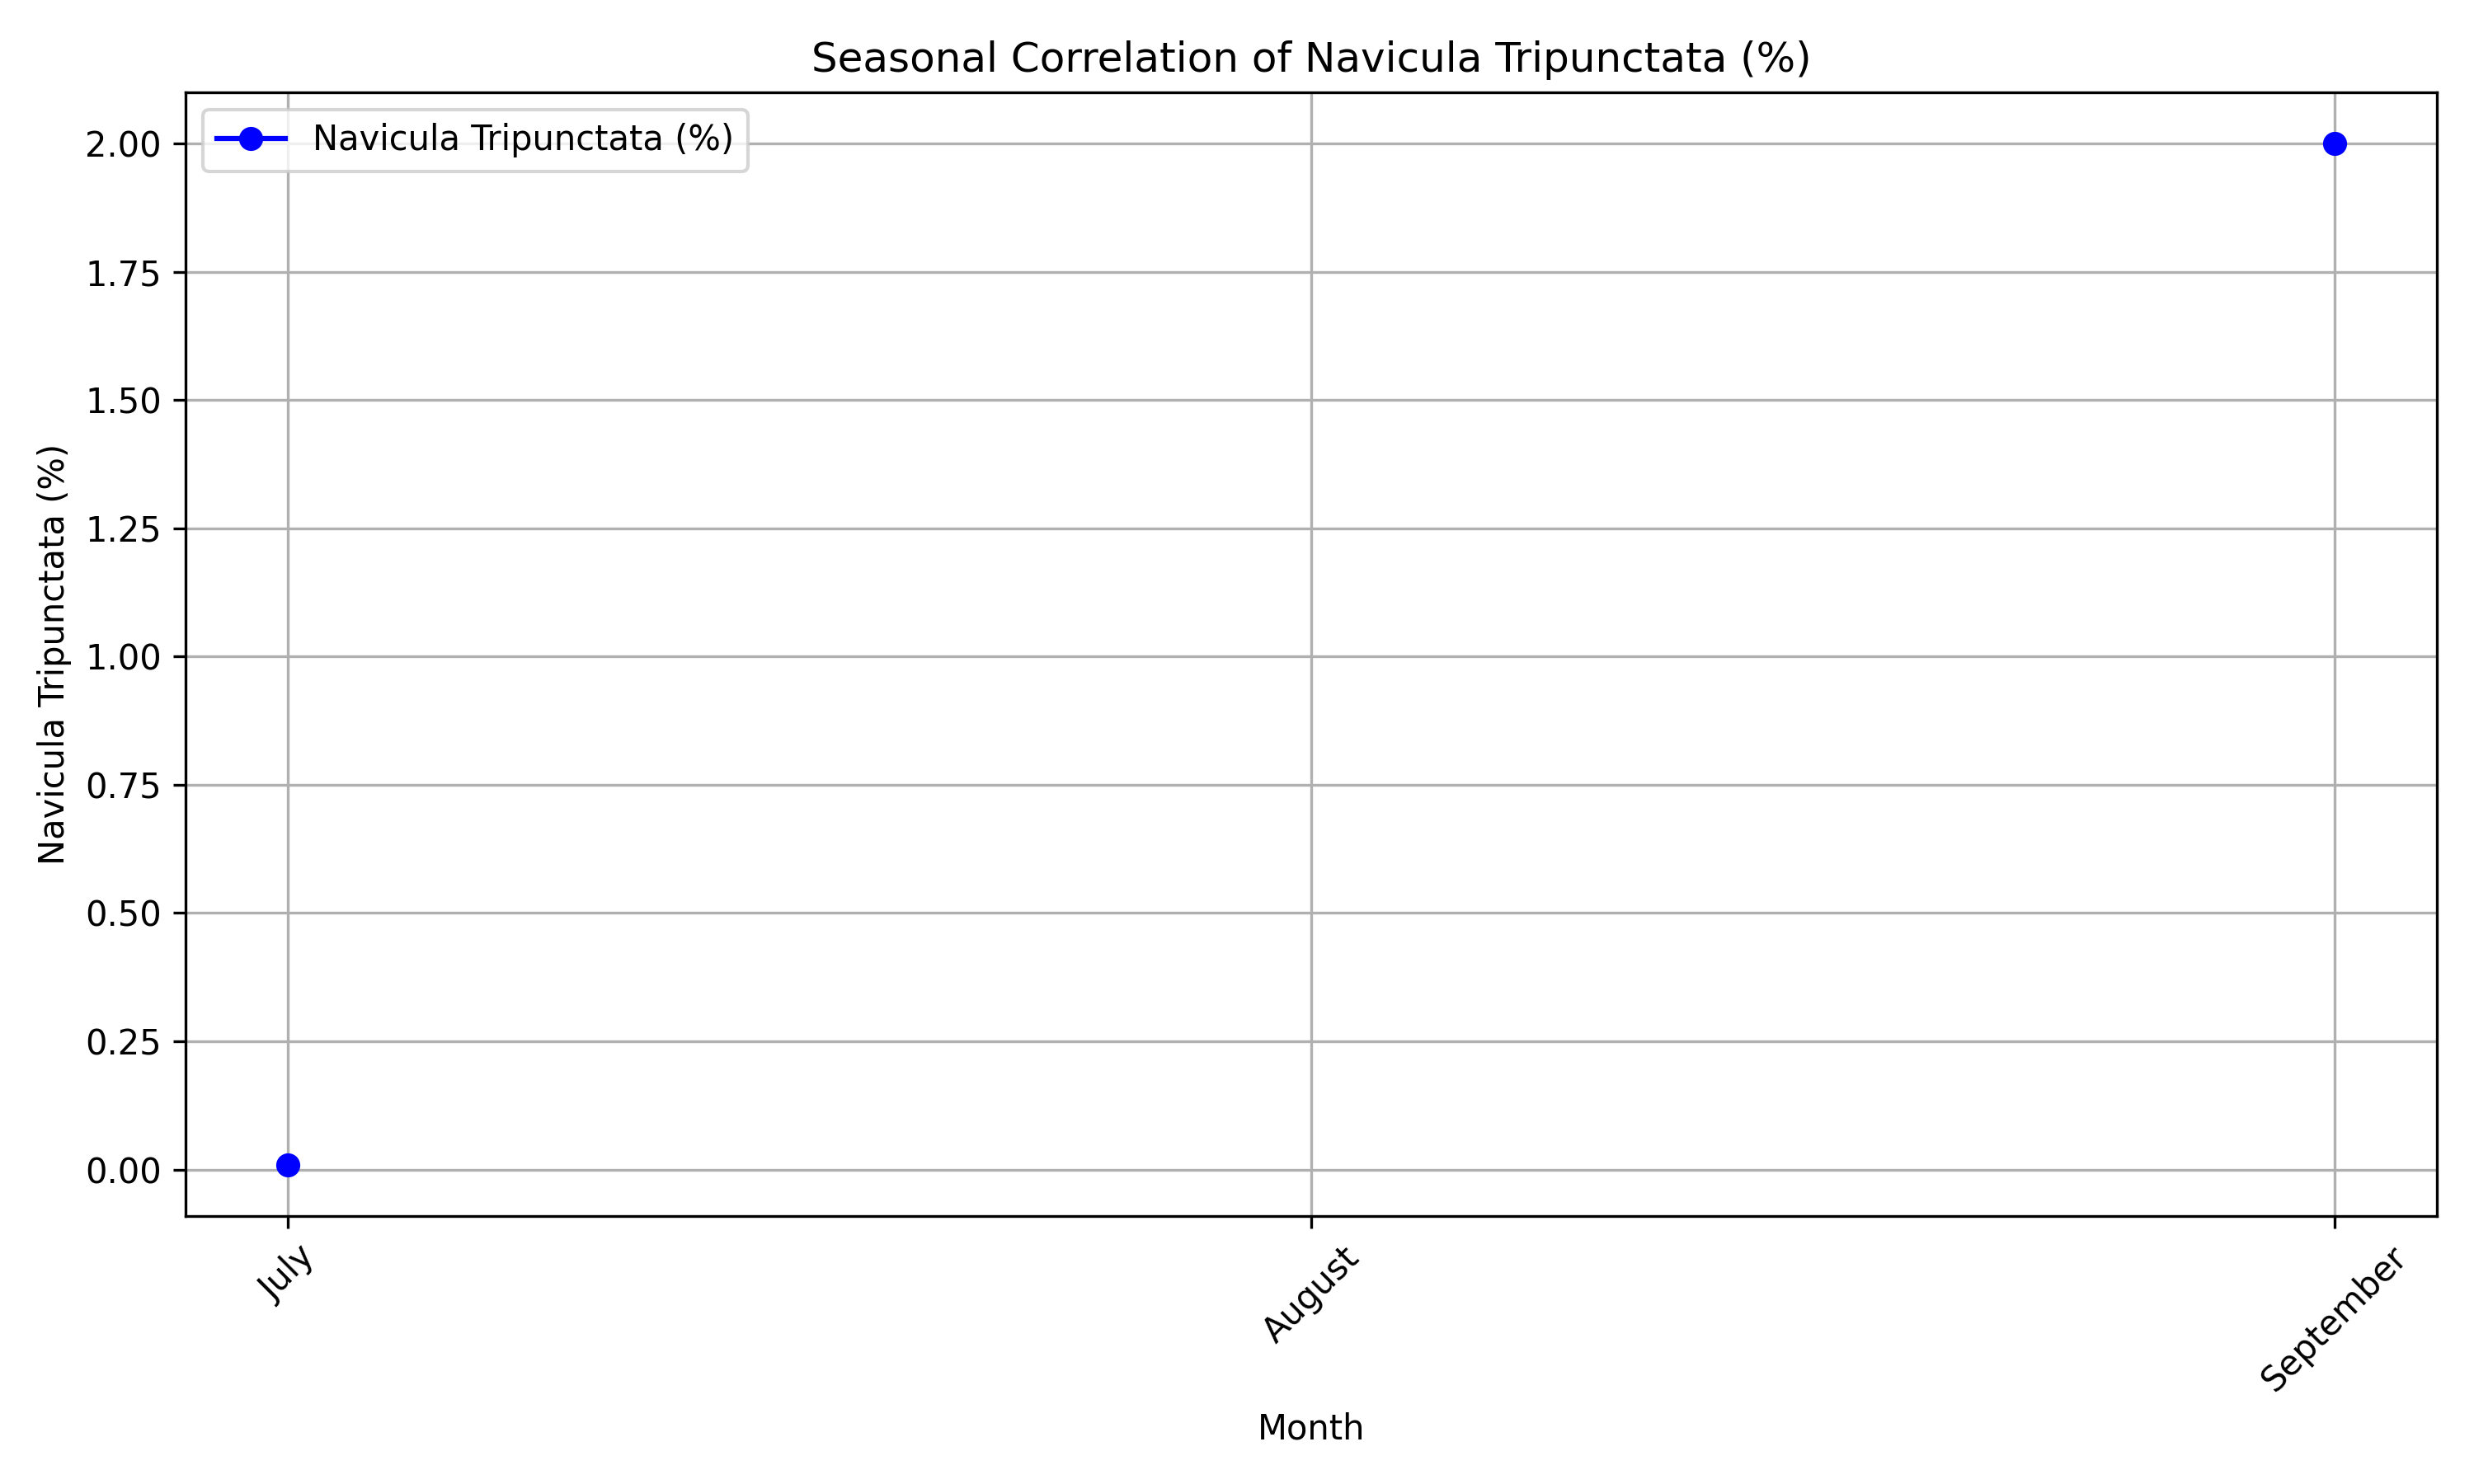 Seasonal Correlation of Navicula Tripunctata (%)
Navicula Tripunctata (%)
Navicula Tripunctata (%)
2.00
1.75
1.50
1.25
1.00
0.75
0.50
0.25
0.00
July
August
September
Month